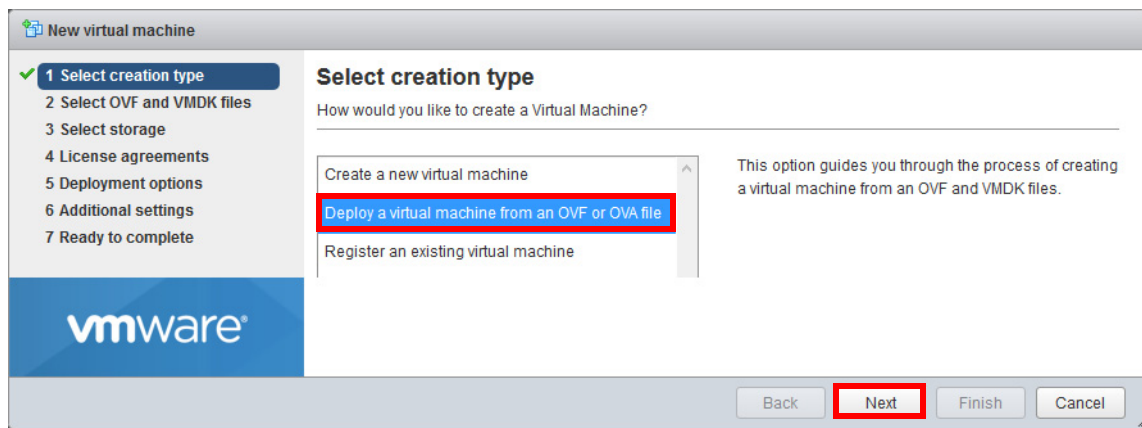 New virtual machine
1 Select creation type
2 Select OVF and VMDK files
3 Select storage
4 License agreements
5 Deployment options
6 Additional settings
7 Ready to complete
vmware®
Select creation type
How would you like to create a Virtual Machine?
Create a new virtual machine
Deploy a virtual machine from an OVF or OVA file
Register an existing virtual machine
This option guides you through the process of creating
a virtual machine from an OVF and VMDK files.
Back Next Finish Cancel